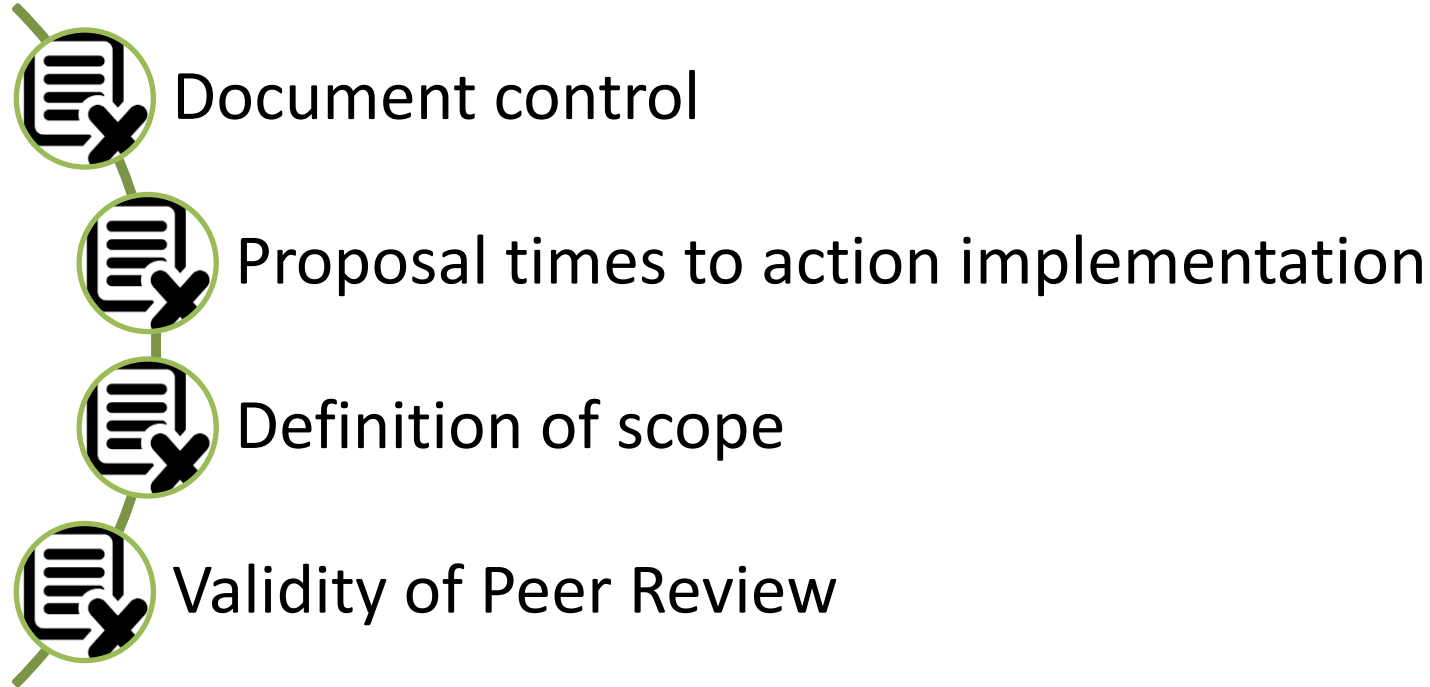 Document control
Proposal times to action implementation
Definition of scope
Validity of Peer Review